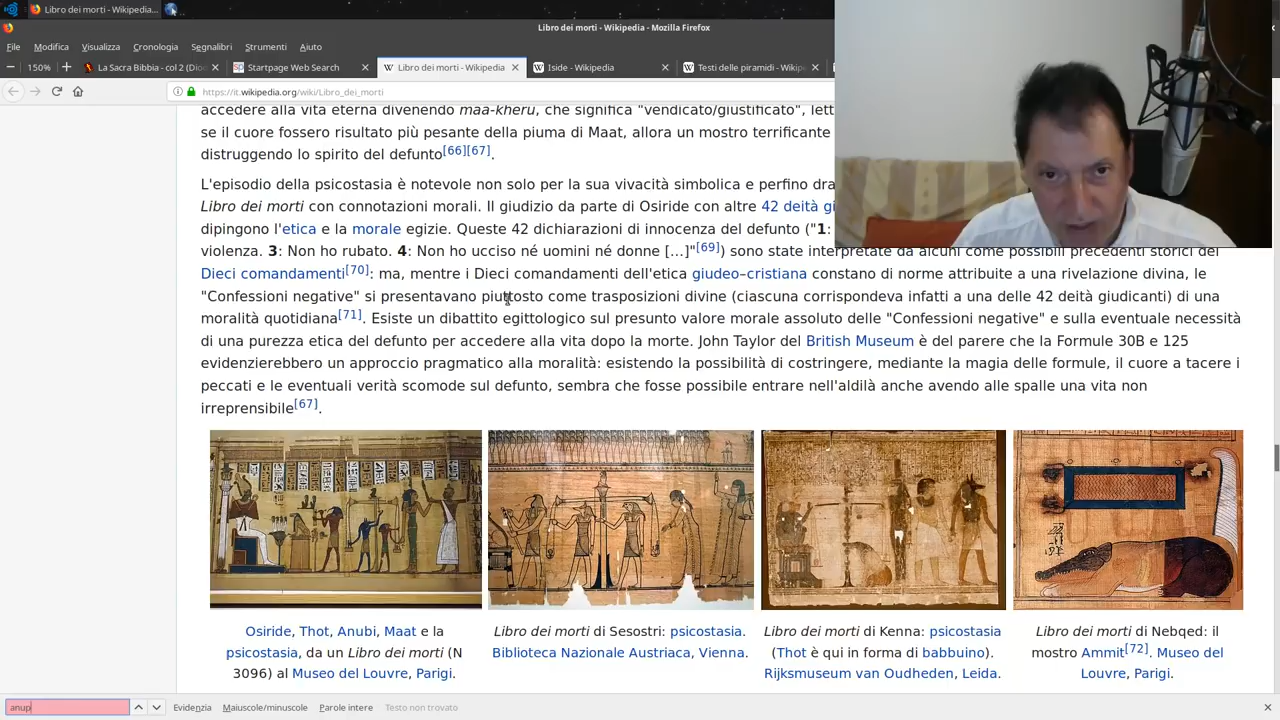 Libro dei morti - Wikipedia...
Libro dei morti - Wikipedia - Mozilla Firefox
File Modifica Visualizza Cronologia Segnalibri Strumenti Aiuto
150% La Sacra Bibbia - col 2 (Dio Startpage Web Search Libro dei morti - Wikipedia Iside - Wikipedia Testi delle piramidi - Wikip
https://it.wikipedia.org/wiki/Libro_dei_morti
accedere alla vita eterna divenendo maa-kheru, che significa "vendicato/giustificato", lett
se il cuore fossero risultato più pesante della piuma di Maat, allora un mostro terrificante
distruggendo lo spirito del defunto[66][67].
L'episodio della psicostasia è notevole non solo per la sua vivacità simbolica e perfino dra
Libro dei morti con connotazioni morali. Il giudizio da parte di Osiride con altre 42 deità gi
dipingono l'etica e la morale egizie. Queste 42 dichiarazioni di innocenza del defunto ("1:
violenza. 3: Non ho rubato. 4: Non ho ucciso né uomini né donne [...]"[69]) sono state interpretate da alcuni come possibili precedenti storici dei
Dieci comandamenti[70]: ma, mentre i Dieci comandamenti dell'etica giudeo–cristiana constano di norme attribuite a una rivelazione divina, le
"Confessioni negative" si presentavano piuttosto come trasposizioni divine (ciascuna corrispondeva infatti a una delle 42 deità giudicanti) di una
moralità quotidiana[71]. Esiste un dibattito egittologico sul presunto valore morale assoluto delle "Confessioni negative" e sulla eventuale necessità
di una purezza etica del defunto per accedere alla vita dopo la morte. John Taylor del British Museum è del parere che la Formule 30B e 125
evidenzierebbero un approccio pragmatico alla moralità: esistendo la possibilità di costringere, mediante la magia delle formule, il cuore a tacere i
peccati e le eventuali verità scomode sul defunto, sembra che fosse possibile entrare nell'aldilà anche avendo alle spalle una vita non
irreprensibile[67].
Osiride, Thot, Anubi, Maat e la
psicostasia, da un Libro dei morti (N
3096) al Museo del Louvre, Parigi.
Libro dei morti di Sesostri: psicostasia.
Biblioteca Nazionale Austriaca, Vienna.
Libro dei morti di Kenna: psicostasia
(Thot è qui in forma di babbuino).
Rijksmuseum van Oudheden, Leida.
Libro dei morti di Nebqed: il
mostro Ammit[72]. Museo del
Louvre, Parigi.
anup Evidenzia Maiuscole/minuscole Parole intere Testo non trovato